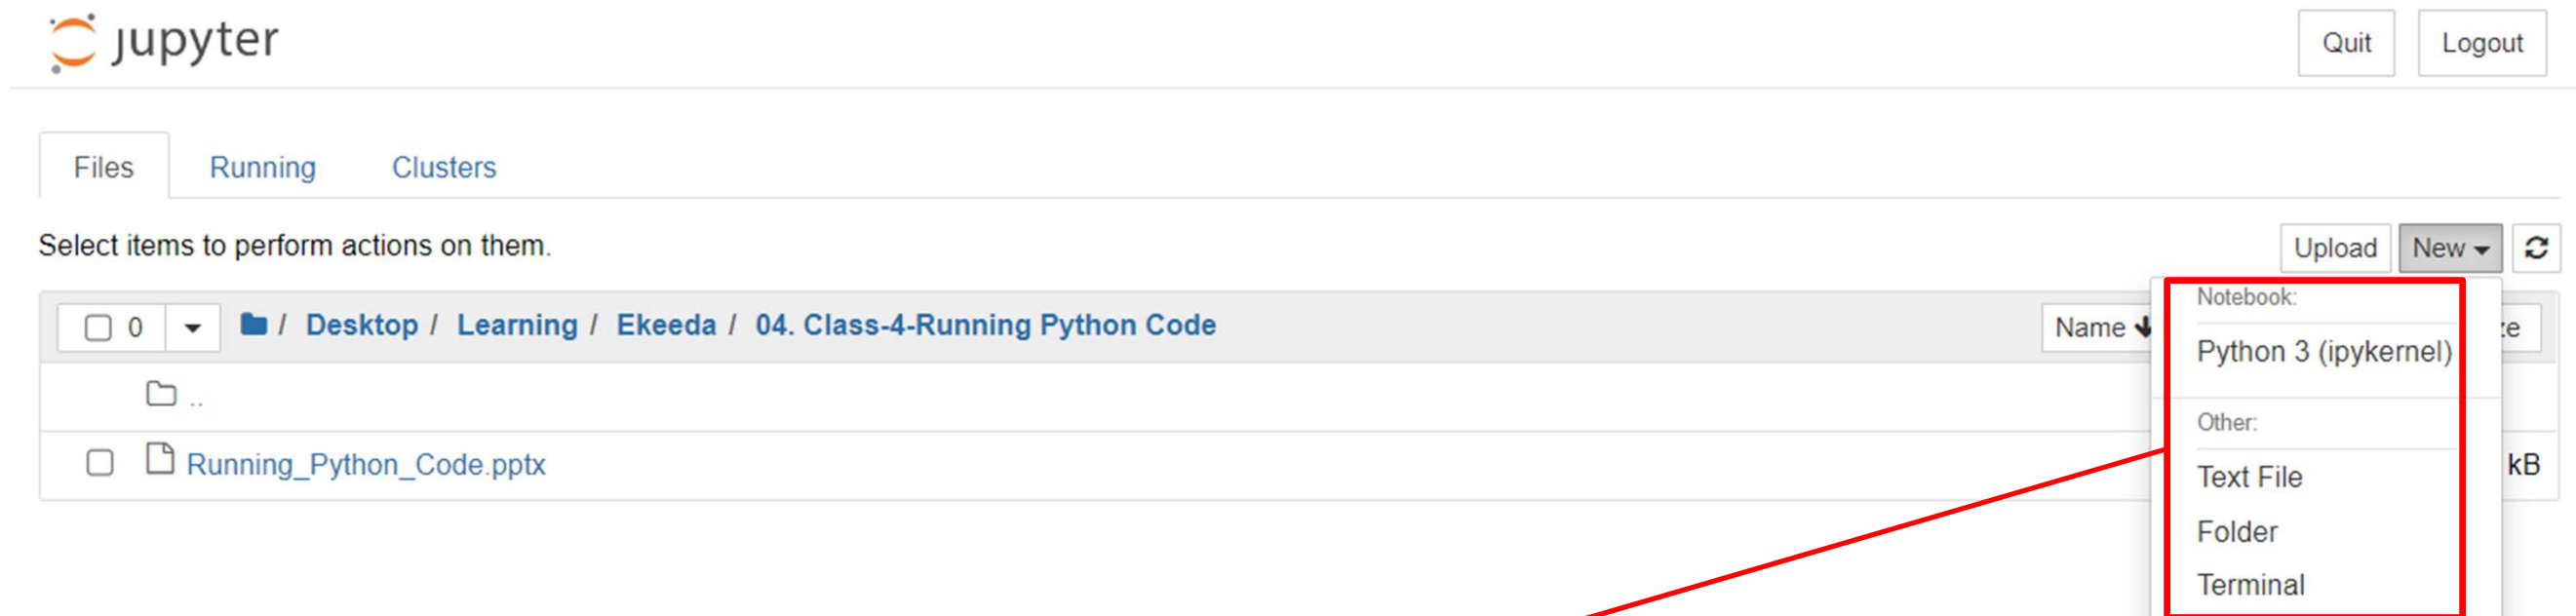 jupyter
Quit
Logout
Files
Running
Clusters
Select items to perform actions on them.
Upload
New
0
/ Desktop / Learning / Ekeeda / 04. Class-4-Running Python Code
Name
Notebook:
Python 3 (ipykernel)
Other:
Text File
Folder
Terminal
..
Running_Python_Code.pptx
kB